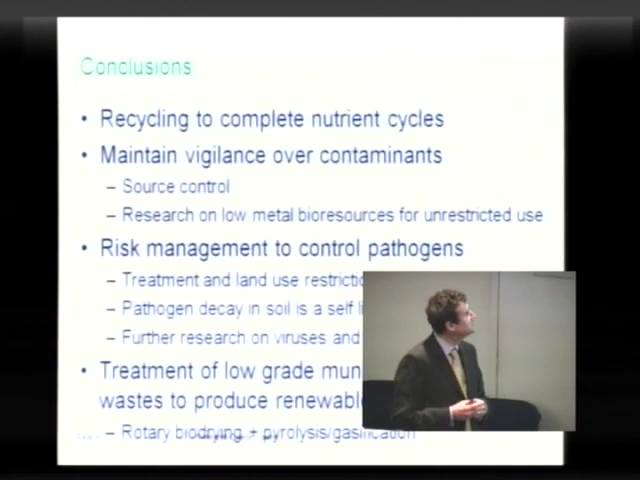 Conclusions
• Recycling to complete nutrient cycles
• Maintain vigilance over contaminants
– Source control
– Research on low metal bioresources for unrestricted use
• Risk management to control pathogens
– Treatment and land use restrictio
– Pathogen decay in soil is a self li
– Further research on viruses and
• Treatment of low grade mun
wastes to produce renewabl
– Rotary biodrying + pyrolysis/gasification